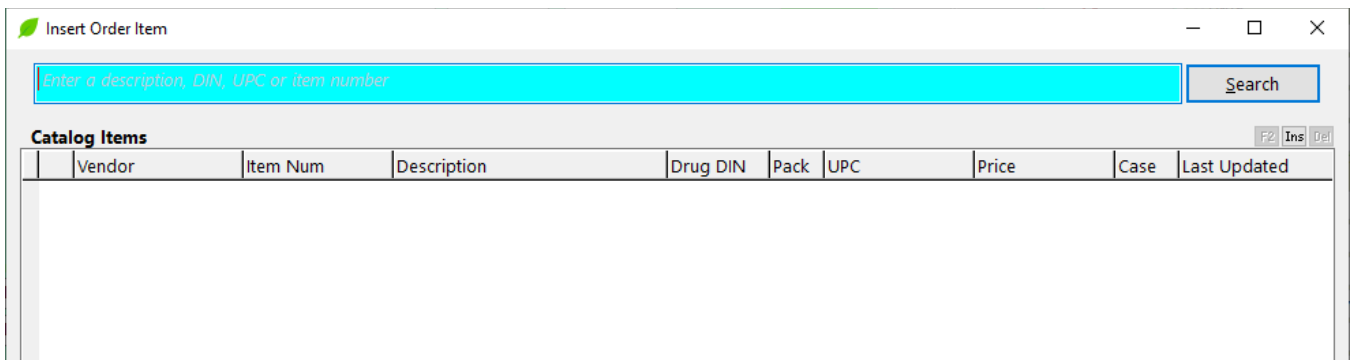 Insert Order Item
Enter a description, DIN, UPC or item number
Search
Catalog Items
F2 Ins Del
Vendor Item Num Description Drug DIN Pack UPC Price Case Last Updated